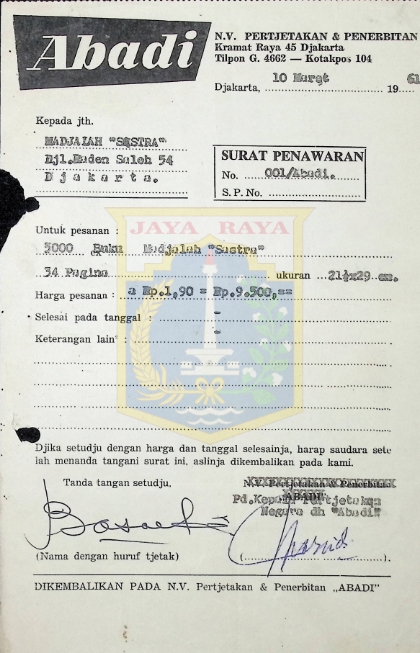 Abadi
N.V. PERTJETAKAN & PENERBITAN
Kramat Raya 45 Djakarta
Tilpon G. 4662 — Kotakpos 104
Djakarta, 10 Maret 1961
Kepada jth.
MADJALAH "SASTRA"
Djl.Raden Saleh 54
Djakarta.
SURAT PENAWARAN
No. 001/Abadi.
S.P. No.
JAYA RAYA
Untuk pesanan :
5000 Buku Madjalah "Sastra"
34 Pagina ukuran 21½x29 cm.
Harga pesanan : a Rp.1,90 = Rp.9.500,==
Selesai pada tanggal : -
Keterangan lain² : -
Djika setudju dengan harga dan tanggal selesainja, harap saudara sete
lah menanda tangani surat ini, aslinja dikembalikan pada kami.
Tanda tangan setudju,
N.V. Pertjetakan & Penerbitan
"ABADI"
Pd.Kepala Pertjetakan
Negara dh "Abadi"
(Nama dengan huruf tjetak)
DIKEMBALIKAN PADA N.V. Pertjetakan & Penerbitan „ABADI"